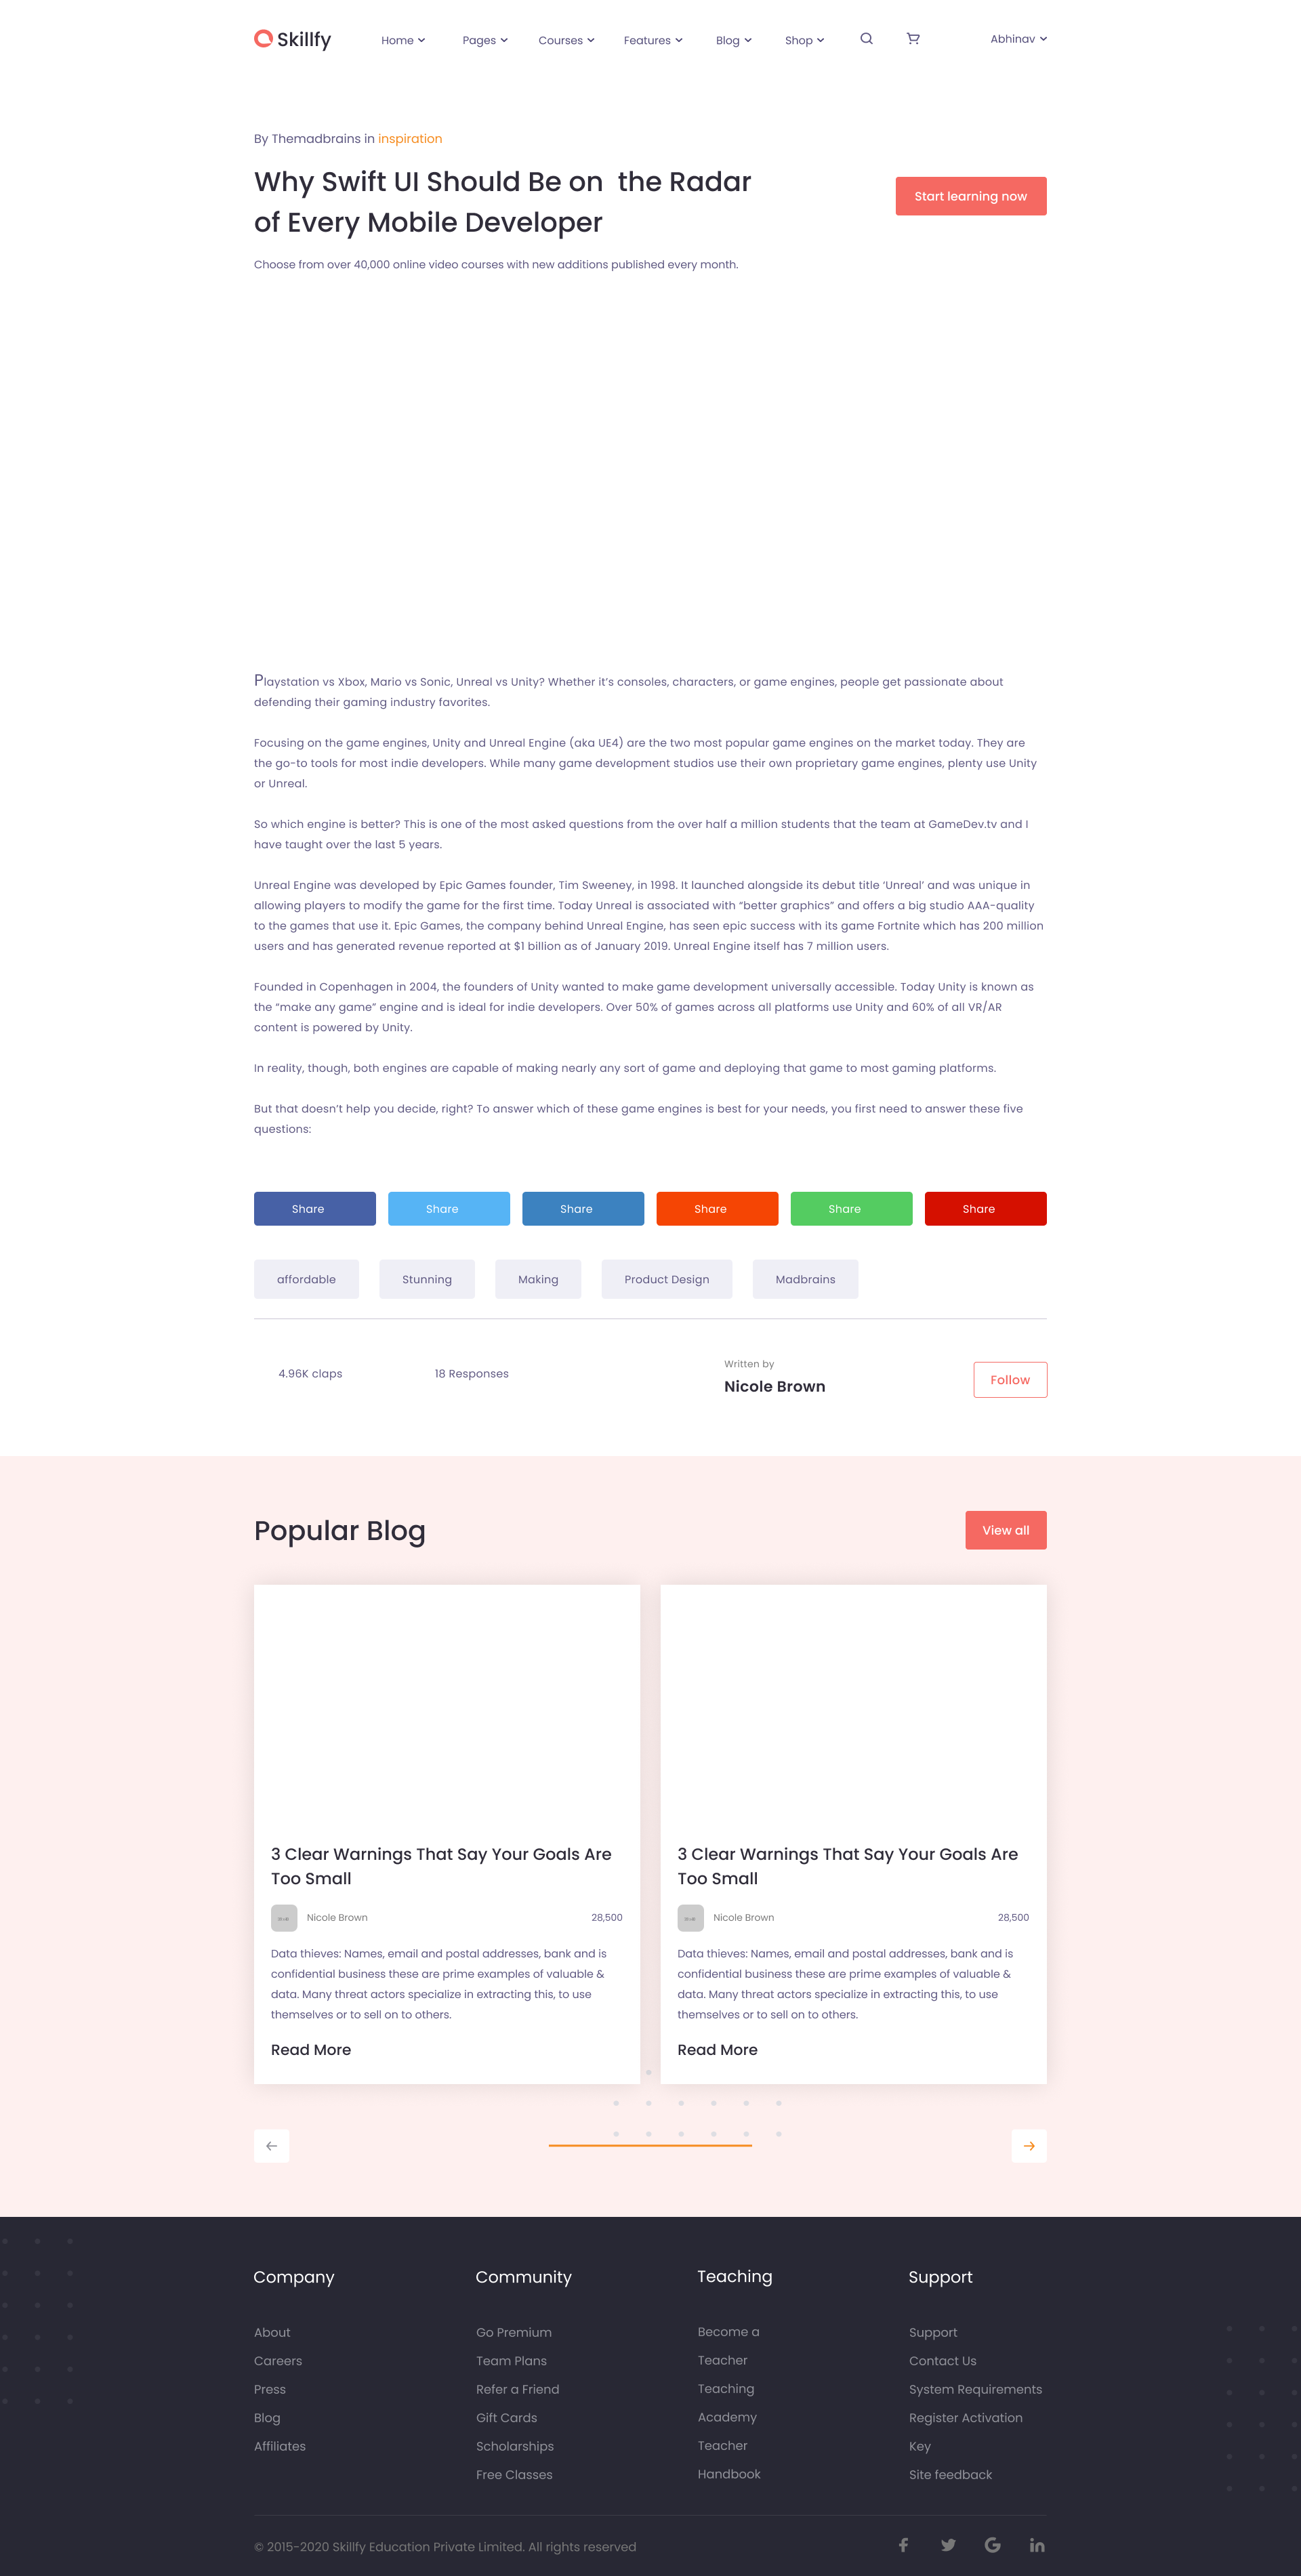 Skillfy
Home Pages Courses Features Blog Shop Abhinav
By Themadbrains in inspiration
Why Swift UI Should Be on the Radar
of Every Mobile Developer
Start learning now
Choose from over 40,000 online video courses with new additions published every month.
Playstation vs Xbox, Mario vs Sonic, Unreal vs Unity? Whether it’s consoles, characters, or game engines, people get passionate about
defending their gaming industry favorites.
Focusing on the game engines, Unity and Unreal Engine (aka UE4) are the two most popular game engines on the market today. They are
the go-to tools for most indie developers. While many game development studios use their own proprietary game engines, plenty use Unity
or Unreal.
So which engine is better? This is one of the most asked questions from the over half a million students that the team at GameDev.tv and I
have taught over the last 5 years.
Unreal Engine was developed by Epic Games founder, Tim Sweeney, in 1998. It launched alongside its debut title ‘Unreal’ and was unique in
allowing players to modify the game for the first time. Today Unreal is associated with “better graphics” and offers a big studio AAA-quality
to the games that use it. Epic Games, the company behind Unreal Engine, has seen epic success with its game Fortnite which has 200 million
users and has generated revenue reported at $1 billion as of January 2019. Unreal Engine itself has 7 million users.
Founded in Copenhagen in 2004, the founders of Unity wanted to make game development universally accessible. Today Unity is known as
the “make any game” engine and is ideal for indie developers. Over 50% of games across all platforms use Unity and 60% of all VR/AR
content is powered by Unity.
In reality, though, both engines are capable of making nearly any sort of game and deploying that game to most gaming platforms.
But that doesn’t help you decide, right? To answer which of these game engines is best for your needs, you first need to answer these five
questions:
Share Share Share Share Share Share
affordable Stunning Making Product Design Madbrains
4.96K claps 18 Responses
Written by
Nicole Brown
Follow
Popular Blog
View all
3 Clear Warnings That Say Your Goals Are
Too Small
Nicole Brown 28,500
Data thieves: Names, email and postal addresses, bank and is
confidential business these are prime examples of valuable &
data. Many threat actors specialize in extracting this, to use
themselves or to sell on to others.
Read More
3 Clear Warnings That Say Your Goals Are
Too Small
Nicole Brown 28,500
Data thieves: Names, email and postal addresses, bank and is
confidential business these are prime examples of valuable &
data. Many threat actors specialize in extracting this, to use
themselves or to sell on to others.
Read More
Company
About
Careers
Press
Blog
Affiliates
Community
Go Premium
Team Plans
Refer a Friend
Gift Cards
Scholarships
Free Classes
Teaching
Become a
Teacher
Teaching
Academy
Teacher
Handbook
Support
Support
Contact Us
System Requirements
Register Activation
Key
Site feedback
© 2015-2020 Skillfy Education Private Limited. All rights reserved